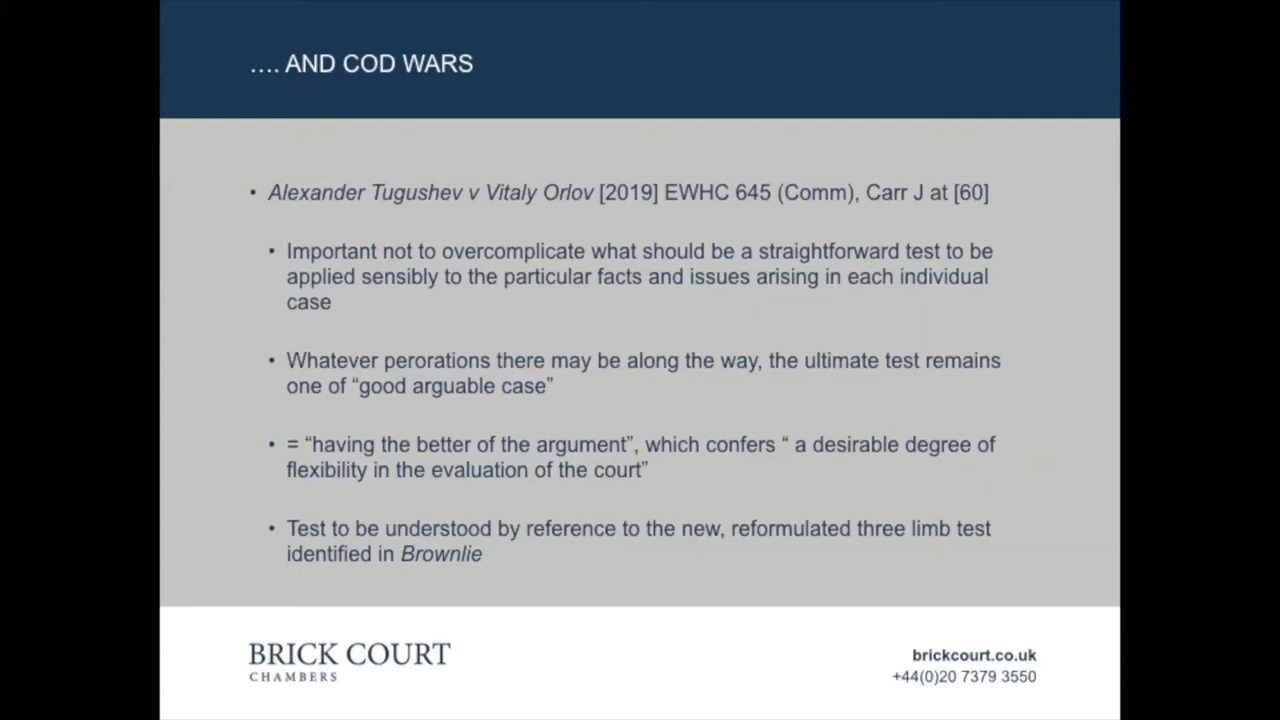 .... AND COD WARS
• Alexander Tugushev v Vitaly Orlov [2019] EWHC 645 (Comm), Carr J at [60]
• Important not to overcomplicate what should be a straightforward test to be
applied sensibly to the particular facts and issues arising in each individual
case
• Whatever perorations there may be along the way, the ultimate test remains
one of “good arguable case”
• = “having the better of the argument”, which confers “ a desirable degree of
flexibility in the evaluation of the court”
• Test to be understood by reference to the new, reformulated three limb test
identified in Brownlie
BRICK COURT
CHAMBERS
brickcourt.co.uk
+44(0)20 7379 3550